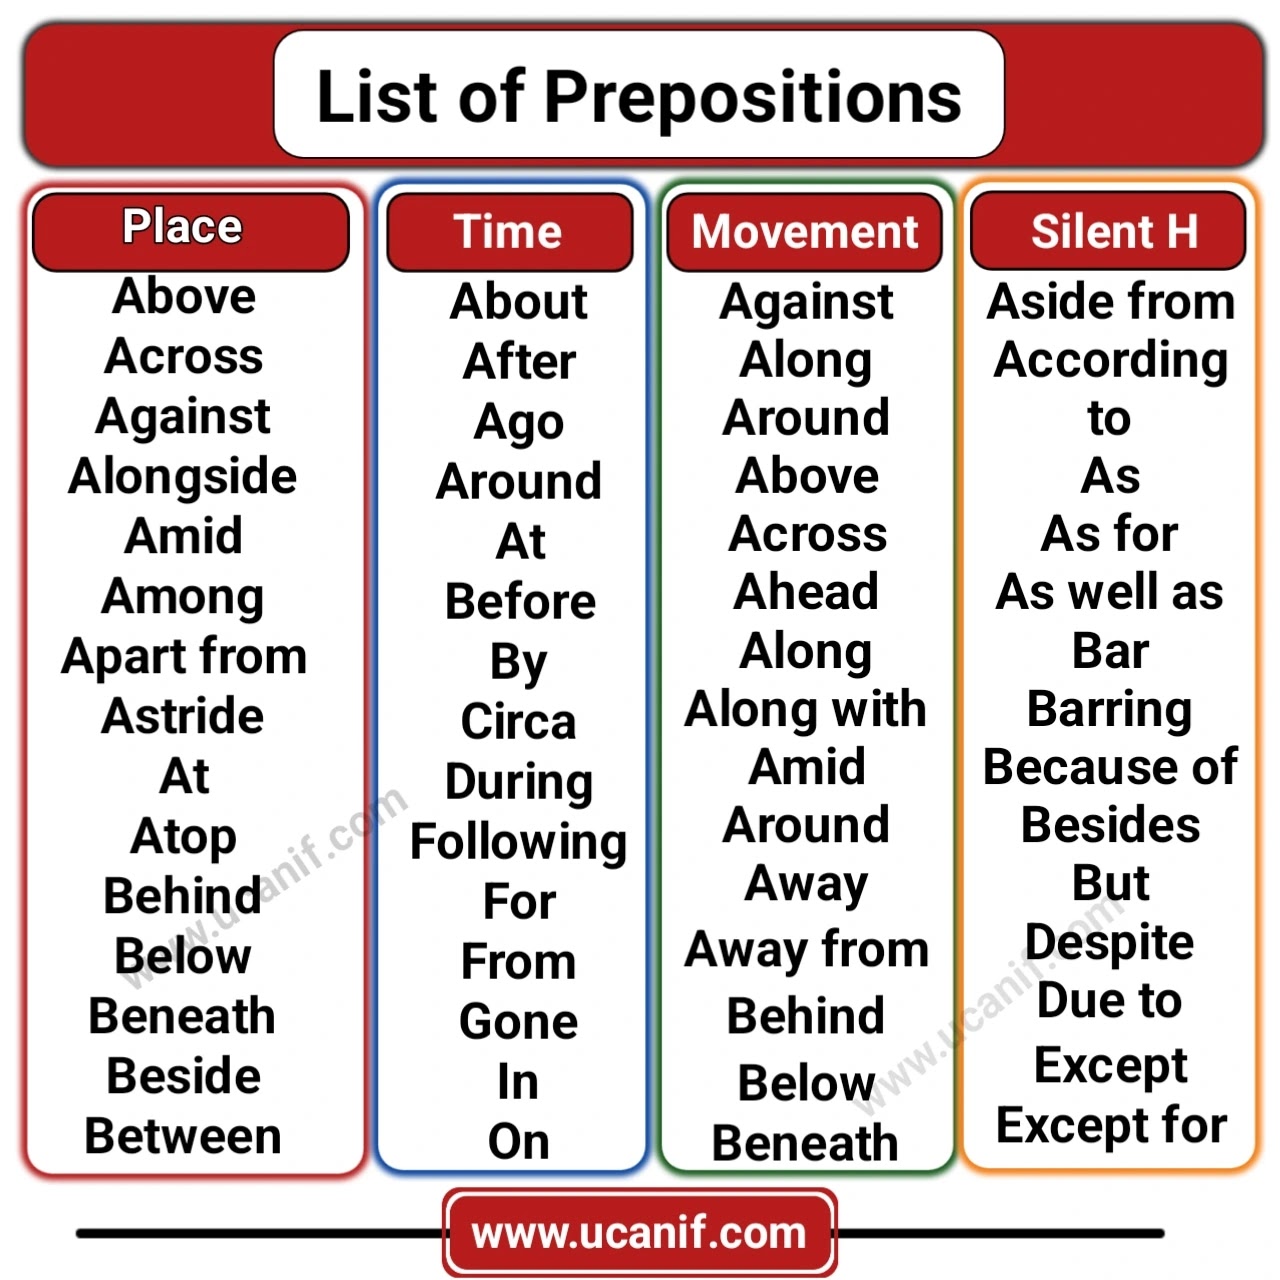 List of Prepositions
Place
Above
Across
Against
Alongside
Amid
Among
Apart from
Astride
At
Atop
Behind
Below
Beneath
Beside
Between
Time
About
After
Ago
Around
At
Before
By
Circa
During
Following
For
From
Gone
In
On
Movement
Against
Along
Around
Above
Across
Ahead
Along
Along with
Amid
Around
Away
Away from
Behind
Below
Beneath
Silent H
Aside from
According
to
As
As for
As well as
Bar
Barring
Because of
Besides
But
Despite
Due to
Except
Except for
www.ucanif.com
www.ucanif.com
www.ucanif.com